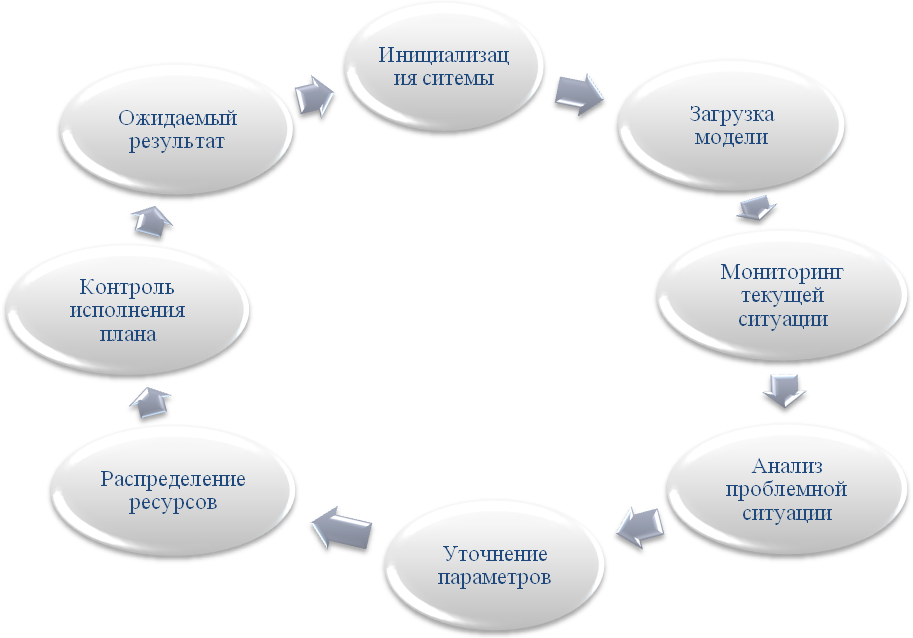 Инициализац
ия ситемы
Загрузка
модели
Мониторинг
текущей
ситуации
Анализ
проблемной
ситуации
Уточнение
параметров
Распределение
ресурсов
Контроль
исполнения
плана
Ожидаемый
результат